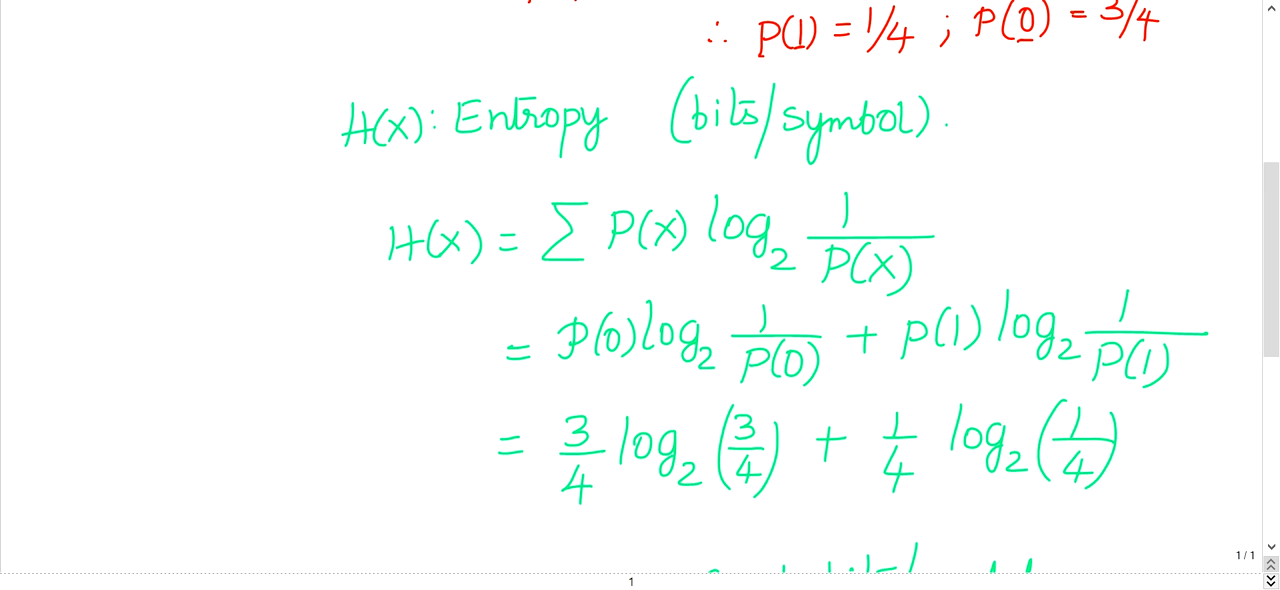 ∴ P(1) = 1/4 ; P(0) = 3/4
H(X) : Entropy (bits/symbol).
H(X) = ∑ P(X) log₂ 1/P(X)
= P(0) log₂ 1/P(0) + P(1) log₂ 1/P(1)
= 3/4 log₂ (3/4) + 1/4 log₂ (1/4)
1 / 1
1